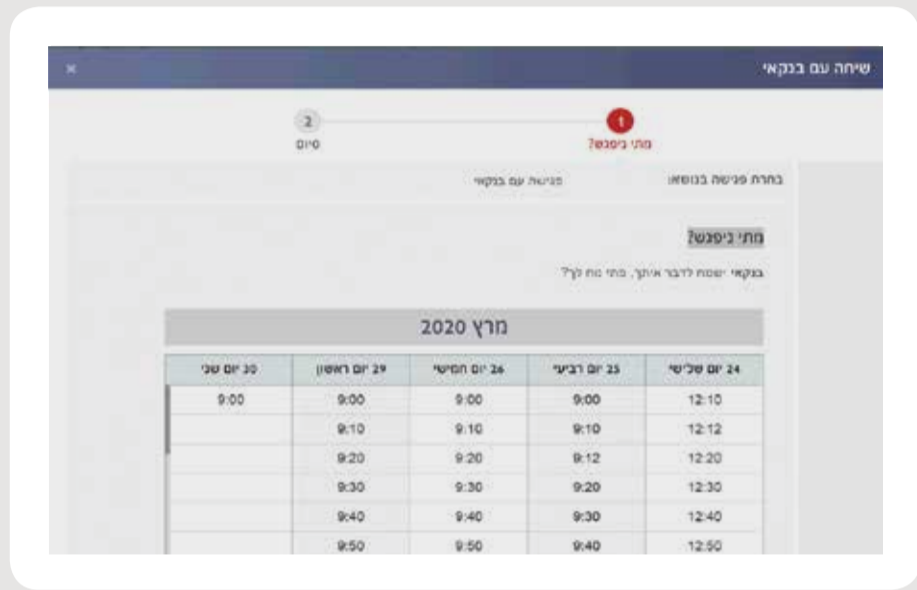 שיחה עם בנקאי
×
1 2
מתי ניפגש? סיום
בחרת פגישה בנושא: פגישה עם בנקאי
מתי ניפגש?
בנקאי ישמח לדבר איתך, מתי נוח לך?
מרץ 2020
24 יום שלישי 25 יום רביעי 26 יום חמישי 29 יום ראשון 30 יום שני
12:10 9:00 9:00 9:00 9:00
12:12 9:10 9:10 9:10
12:20 9:12 9:20 9:20
12:30 9:20 9:30 9:30
12:40 9:30 9:40 9:40
12:50 9:40 9:50 9:50